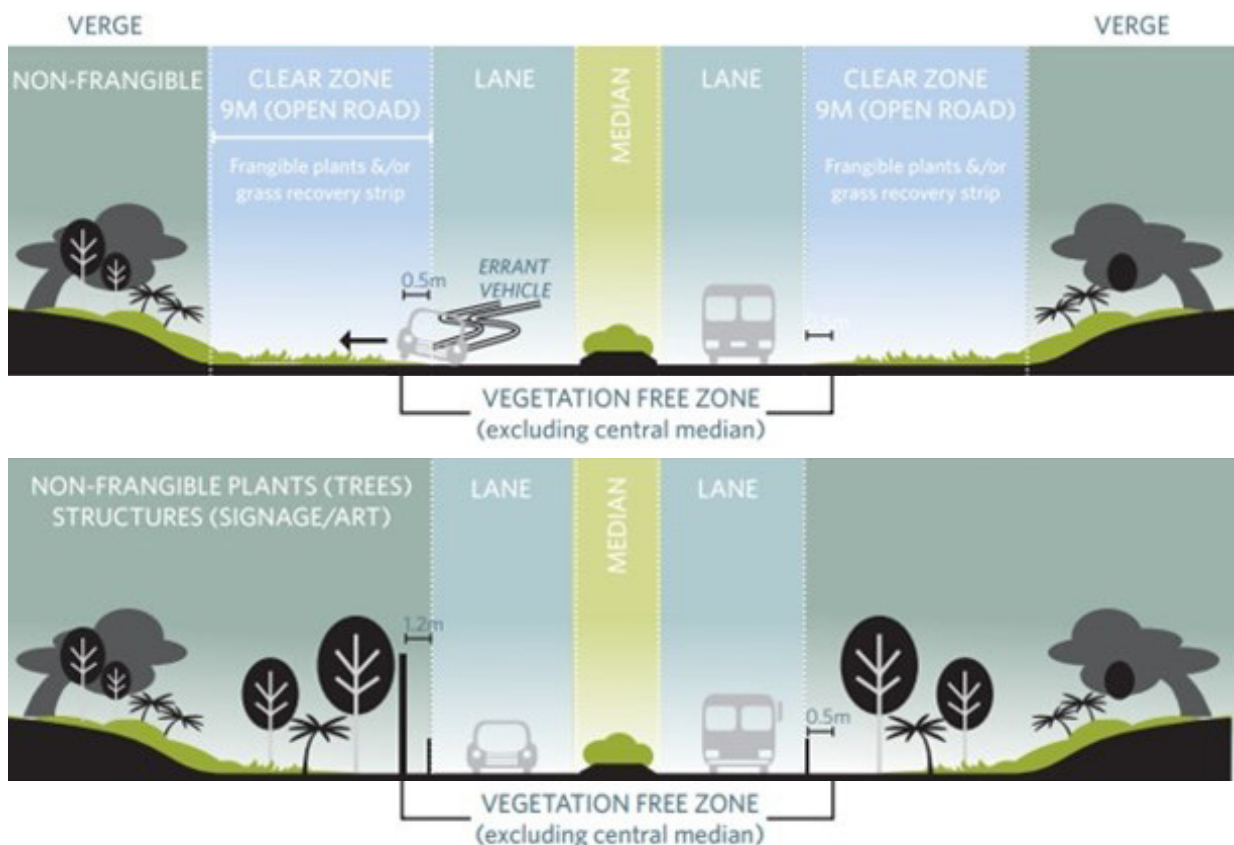 VERGE
VERGE
NON-FRANGIBLE
CLEAR ZONE
9M (OPEN ROAD)
Frangible plants &/or
grass recovery strip
LANE
MEDIAN
LANE
CLEAR ZONE
9M (OPEN ROAD)
Frangible plants &/or
grass recovery strip
0.5m
ERRANT
VEHICLE
0.5m
VEGETATION FREE ZONE
(excluding central median)
NON-FRANGIBLE PLANTS (TREES)
STRUCTURES (SIGNAGE/ART)
LANE
MEDIAN
LANE
1.2m
0.5m
VEGETATION FREE ZONE
(excluding central median)